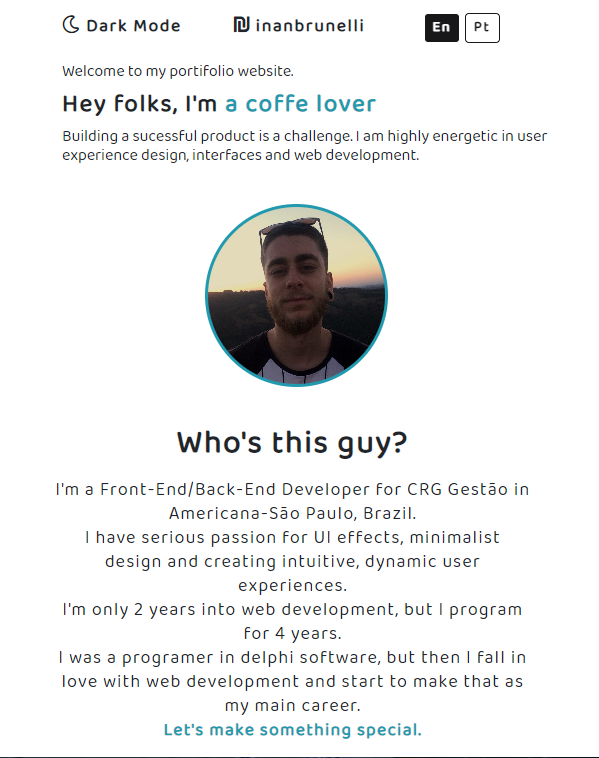 Dark Mode
inanbrunelli
En
Pt
Welcome to my portifolio website.
Hey folks, I'm a coffe lover
Building a sucessful product is a challenge. I am highly energetic in user
experience design, interfaces and web development.
Who's this guy?
I'm a Front-End/Back-End Developer for CRG Gestão in
Americana-São Paulo, Brazil.
I have serious passion for UI effects, minimalist
design and creating intuitive, dynamic user
experiences.
I'm only 2 years into web development, but I program
for 4 years.
I was a programer in delphi software, but then I fall in
love with web development and start to make that as
my main career.
Let's make something special.